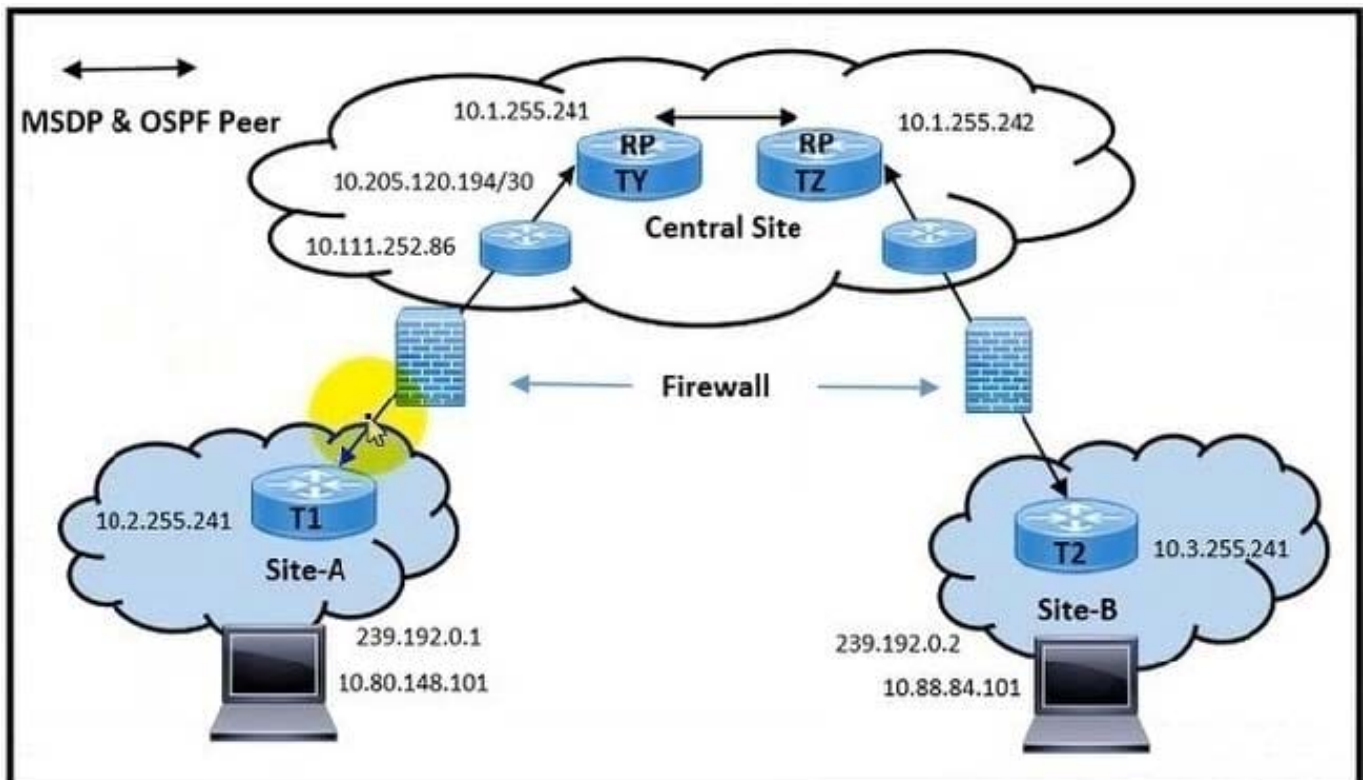 MSDP & OSPF Peer
10.1.255.241
RP
TY
RP
TZ
10.1.255.242
10.205.120.194/30
Central Site
10.111.252.86
Firewall
10.2.255.241
T1
Site-A
T2
10.3.255.241
Site-B
239.192.0.1
10.80.148.101
239.192.0.2
10.88.84.101